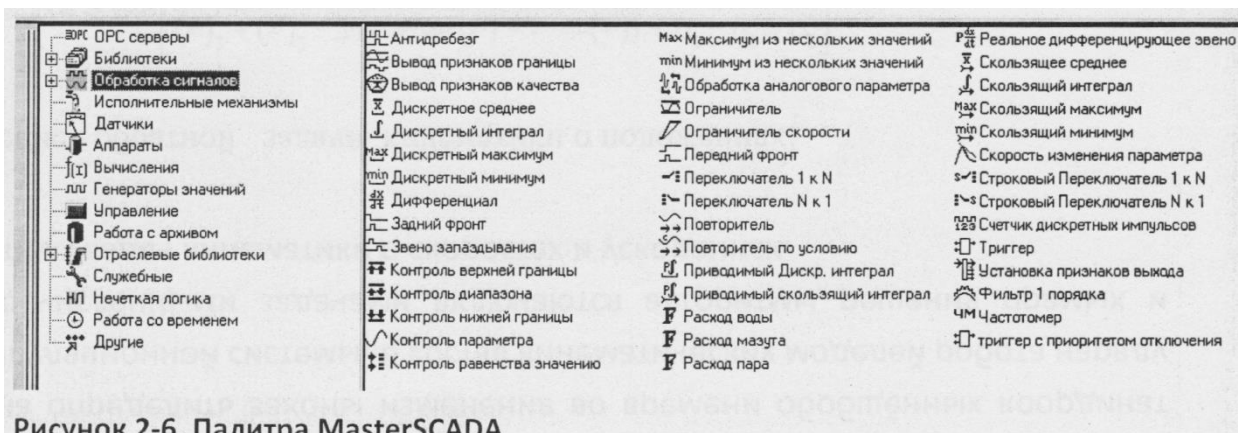 OPC серверы
Библиотеки
Обработка сигналов
Исполнительные механизмы
Датчики
Аппараты
Вычисления
Генераторы значений
Управление
Работа с архивом
Отраслевые библиотеки
Служебные
Нечеткая логика
Работа со временем
Другие
Антидребезг
Вывод признаков границы
Вывод признаков качества
Дискретное среднее
Дискретный интеграл
Дискретный максимум
Дискретный минимум
Дифференциал
Задний фронт
Звено запаздывания
Контроль верхней границы
Контроль диапазона
Контроль нижней границы
Контроль параметра
Контроль равенства значению
Максимум из нескольких значений
Минимум из нескольких значений
Обработка аналогового параметра
Ограничитель
Ограничитель скорости
Передний фронт
Переключатель 1 к N
Переключатель N к 1
Повторитель
Повтор по условию
Приводимый Дискр. интеграл
Приводимый скользящий интеграл
Расход воды
Расход мазута
Расход пара
Реальное дифференцирующее звено
Скользящее среднее
Скользящий интеграл
Скользящий максимум
Скользящий минимум
Скорость изменения параметра
Строковый Переключатель 1 к N
Строковый Переключатель N к 1
Счетчик дискретных импульсов
Триггер
Установка признаков выхода
Фильтр 1 порядка
Частотомер
триггер с приоритетом отключения
Рисунок 2-6. Палитра MasterSCADA